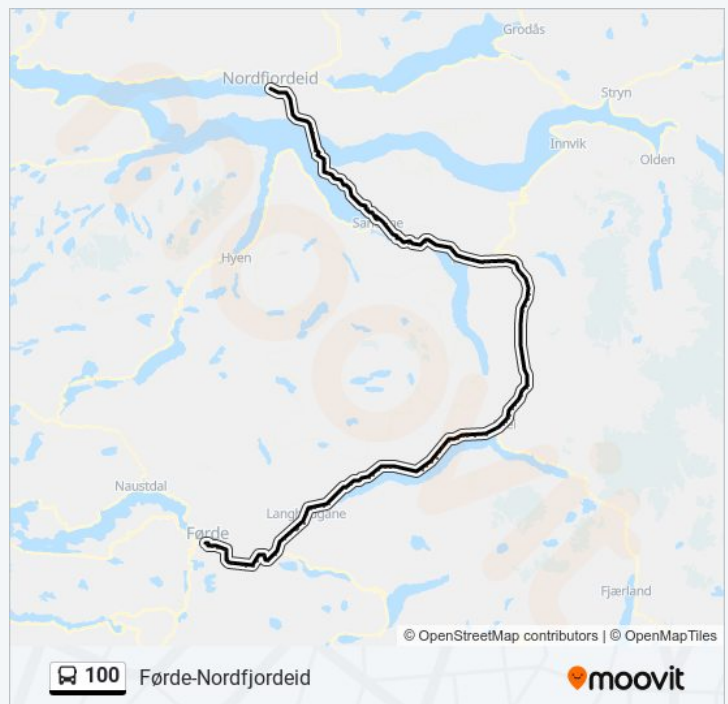 Grodås
Nordfjordeid
Stryn
Innvik
Olden
Hyen
Naustdal
Førde
Fjærland
© OpenStreetMap contributors | © OpenMapTiles
100 Førde-Nordfjordeid
moovit